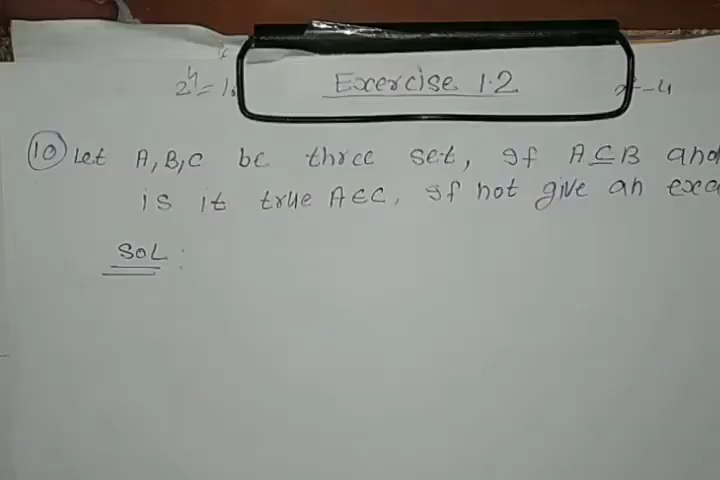 Exercise 1.2
(10) Let A, B, C be three set, If A ⊆ B and
is it true A ∈ C, If not give an
SOL: